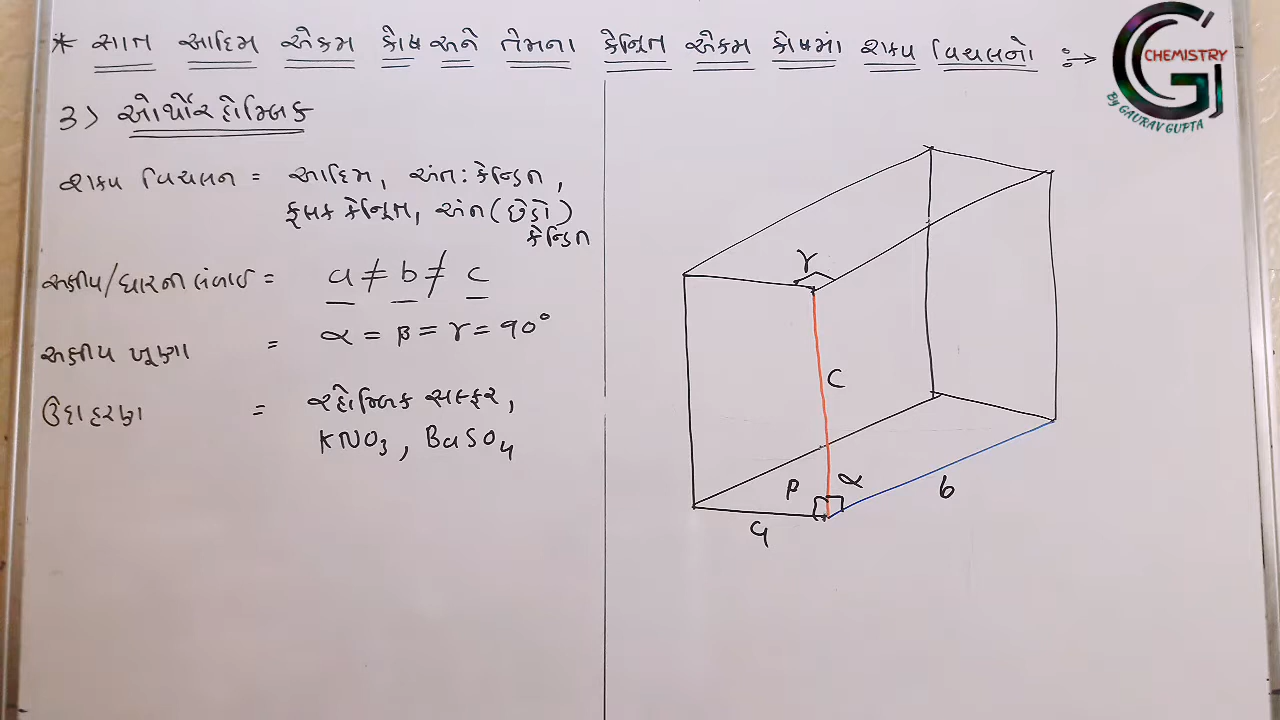 * સાત આદિમ એકમ કોષ અને તેમના કેન્દ્રિત એકમ કોષમાં શક્ય વિચલનો :→
CHEMISTRY
G
By GAURAV GUPTA
3) ઓર્થોરહોમ્બિક
શક્ય વિચલન = આદિમ, અંત:કેન્દ્રિત,
ફલક કેન્દ્રિત, અંત(છેડો)
કેન્દ્રિત
અક્ષીય/ધારની લંબાઈ = a ≠ b ≠ c
અક્ષીય ખૂણા = α = β = γ = 90°
ઉદાહરણ = રહોમ્બિક સલ્ફર,
KNO₃, BaSO₄
γ
C
β α
b
a